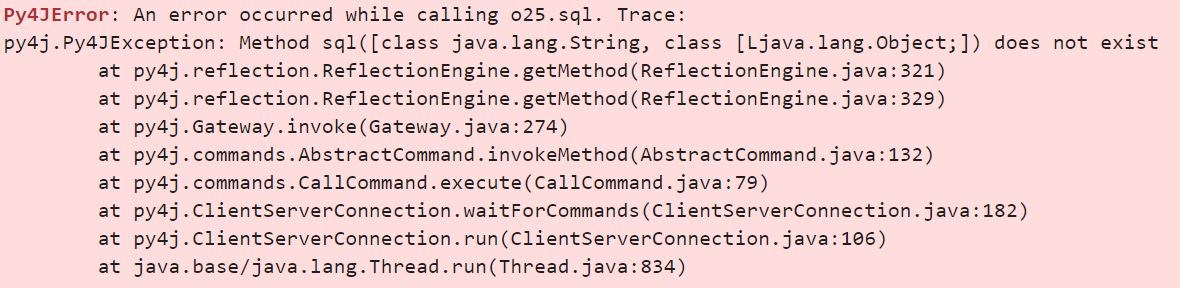 Py4JError: An error occurred while calling o25.sql. Trace:
py4j.Py4JException: Method sql([class java.lang.String, class [Ljava.lang.Object;]) does not exist
        at py4j.reflection.ReflectionEngine.getMethod(ReflectionEngine.java:321)
        at py4j.reflection.ReflectionEngine.getMethod(ReflectionEngine.java:329)
        at py4j.Gateway.invoke(Gateway.java:274)
        at py4j.commands.AbstractCommand.invokeMethod(AbstractCommand.java:132)
        at py4j.commands.CallCommand.execute(CallCommand.java:79)
        at py4j.ClientServerConnection.waitForCommands(ClientServerConnection.java:182)
        at py4j.ClientServerConnection.run(ClientServerConnection.java:106)
        at java.base/java.lang.Thread.run(Thread.java:834)